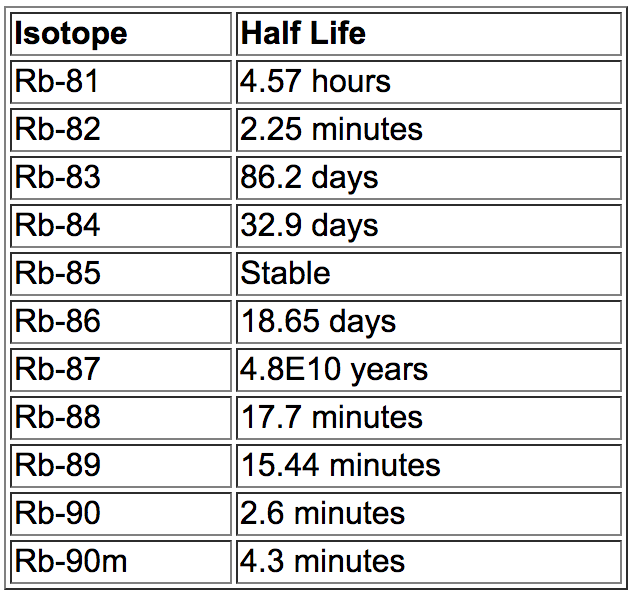 Isotope Half Life
Rb-81 4.57 hours
Rb-82 2.25 minutes
Rb-83 86.2 days
Rb-84 32.9 days
Rb-85 Stable
Rb-86 18.65 days
Rb-87 4.8E10 years
Rb-88 17.7 minutes
Rb-89 15.44 minutes
Rb-90 2.6 minutes
Rb-90m 4.3 minutes